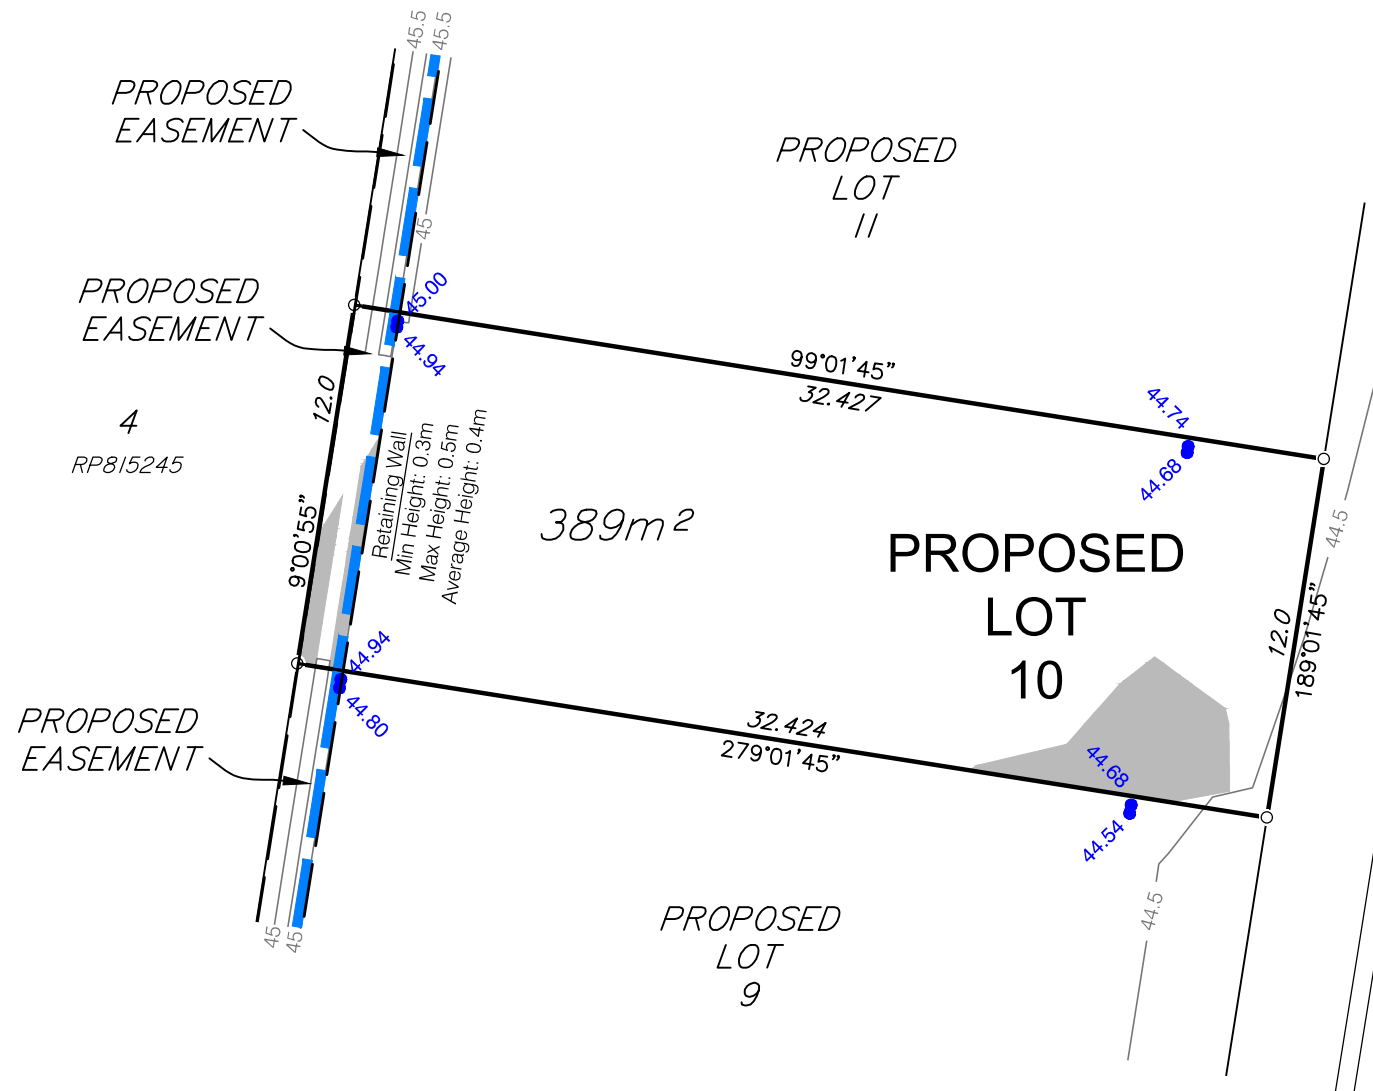 45.5
45.5
PROPOSED
EASEMENT
PROPOSED
LOT
11
45
PROPOSED
EASEMENT
45.00
44.94
99°01'45"
32.427
44.74
44.68
12.0
4
RP815245
9°00'55"
Retaining Wall
Min Height: 0.3m
Max Height: 0.5m
Average Height: 0.4m
389m²
PROPOSED
LOT
10
44.5
12.0
189°01'45"
44.94
44.80
PROPOSED
EASEMENT
32.424
279°01'45"
44.68
44.54
45
45
PROPOSED
LOT
9
44.5